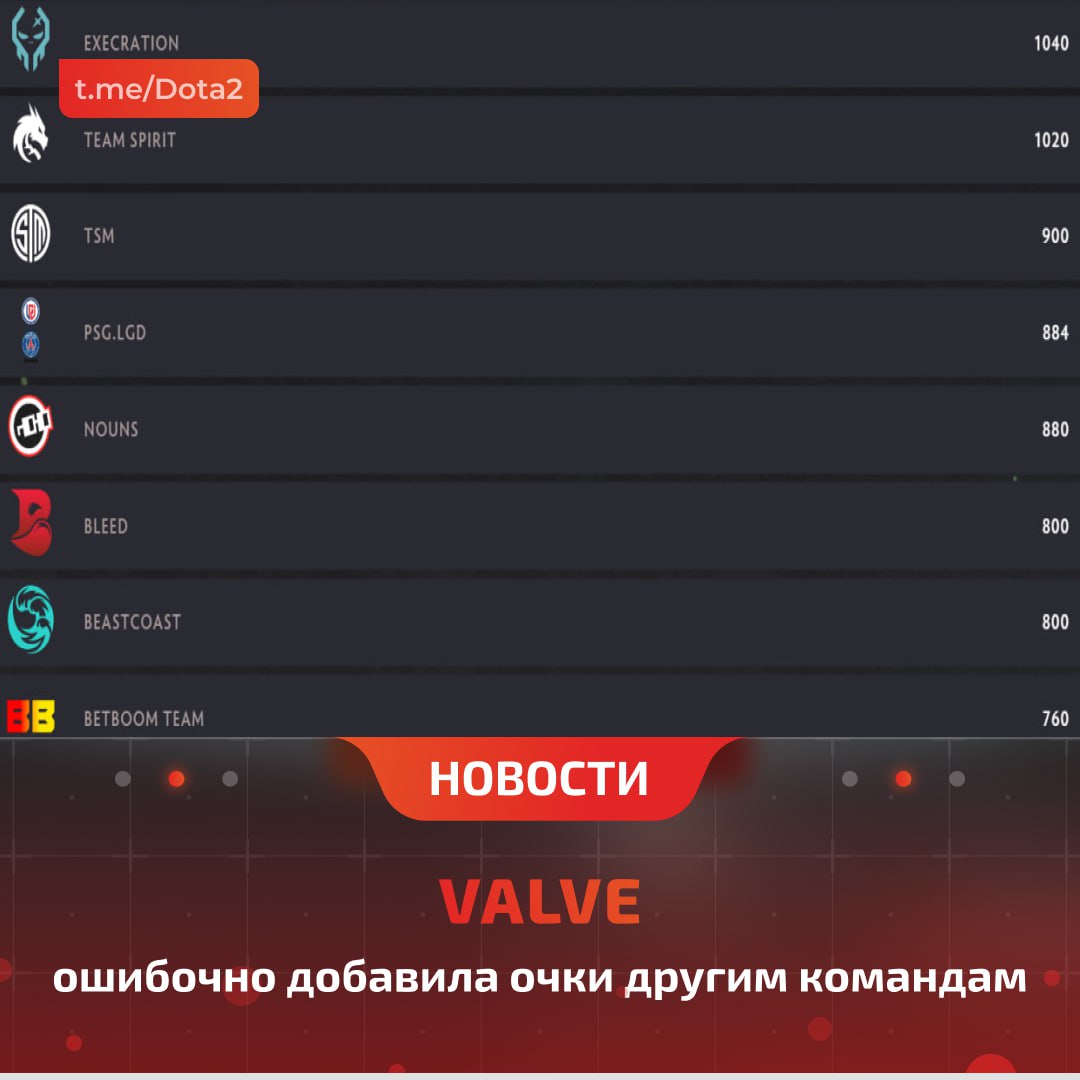 EXECRATION 1040
t.me/Dota2
TEAM SPIRIT 1020
TSM 900
PSG.LGD 884
NOUNS 880
BLEED 800
BEASTCOAST 800
BB BETBOOM TEAM 760
НОВОСТИ
VALVE
ошибочно добавила очки другим командам